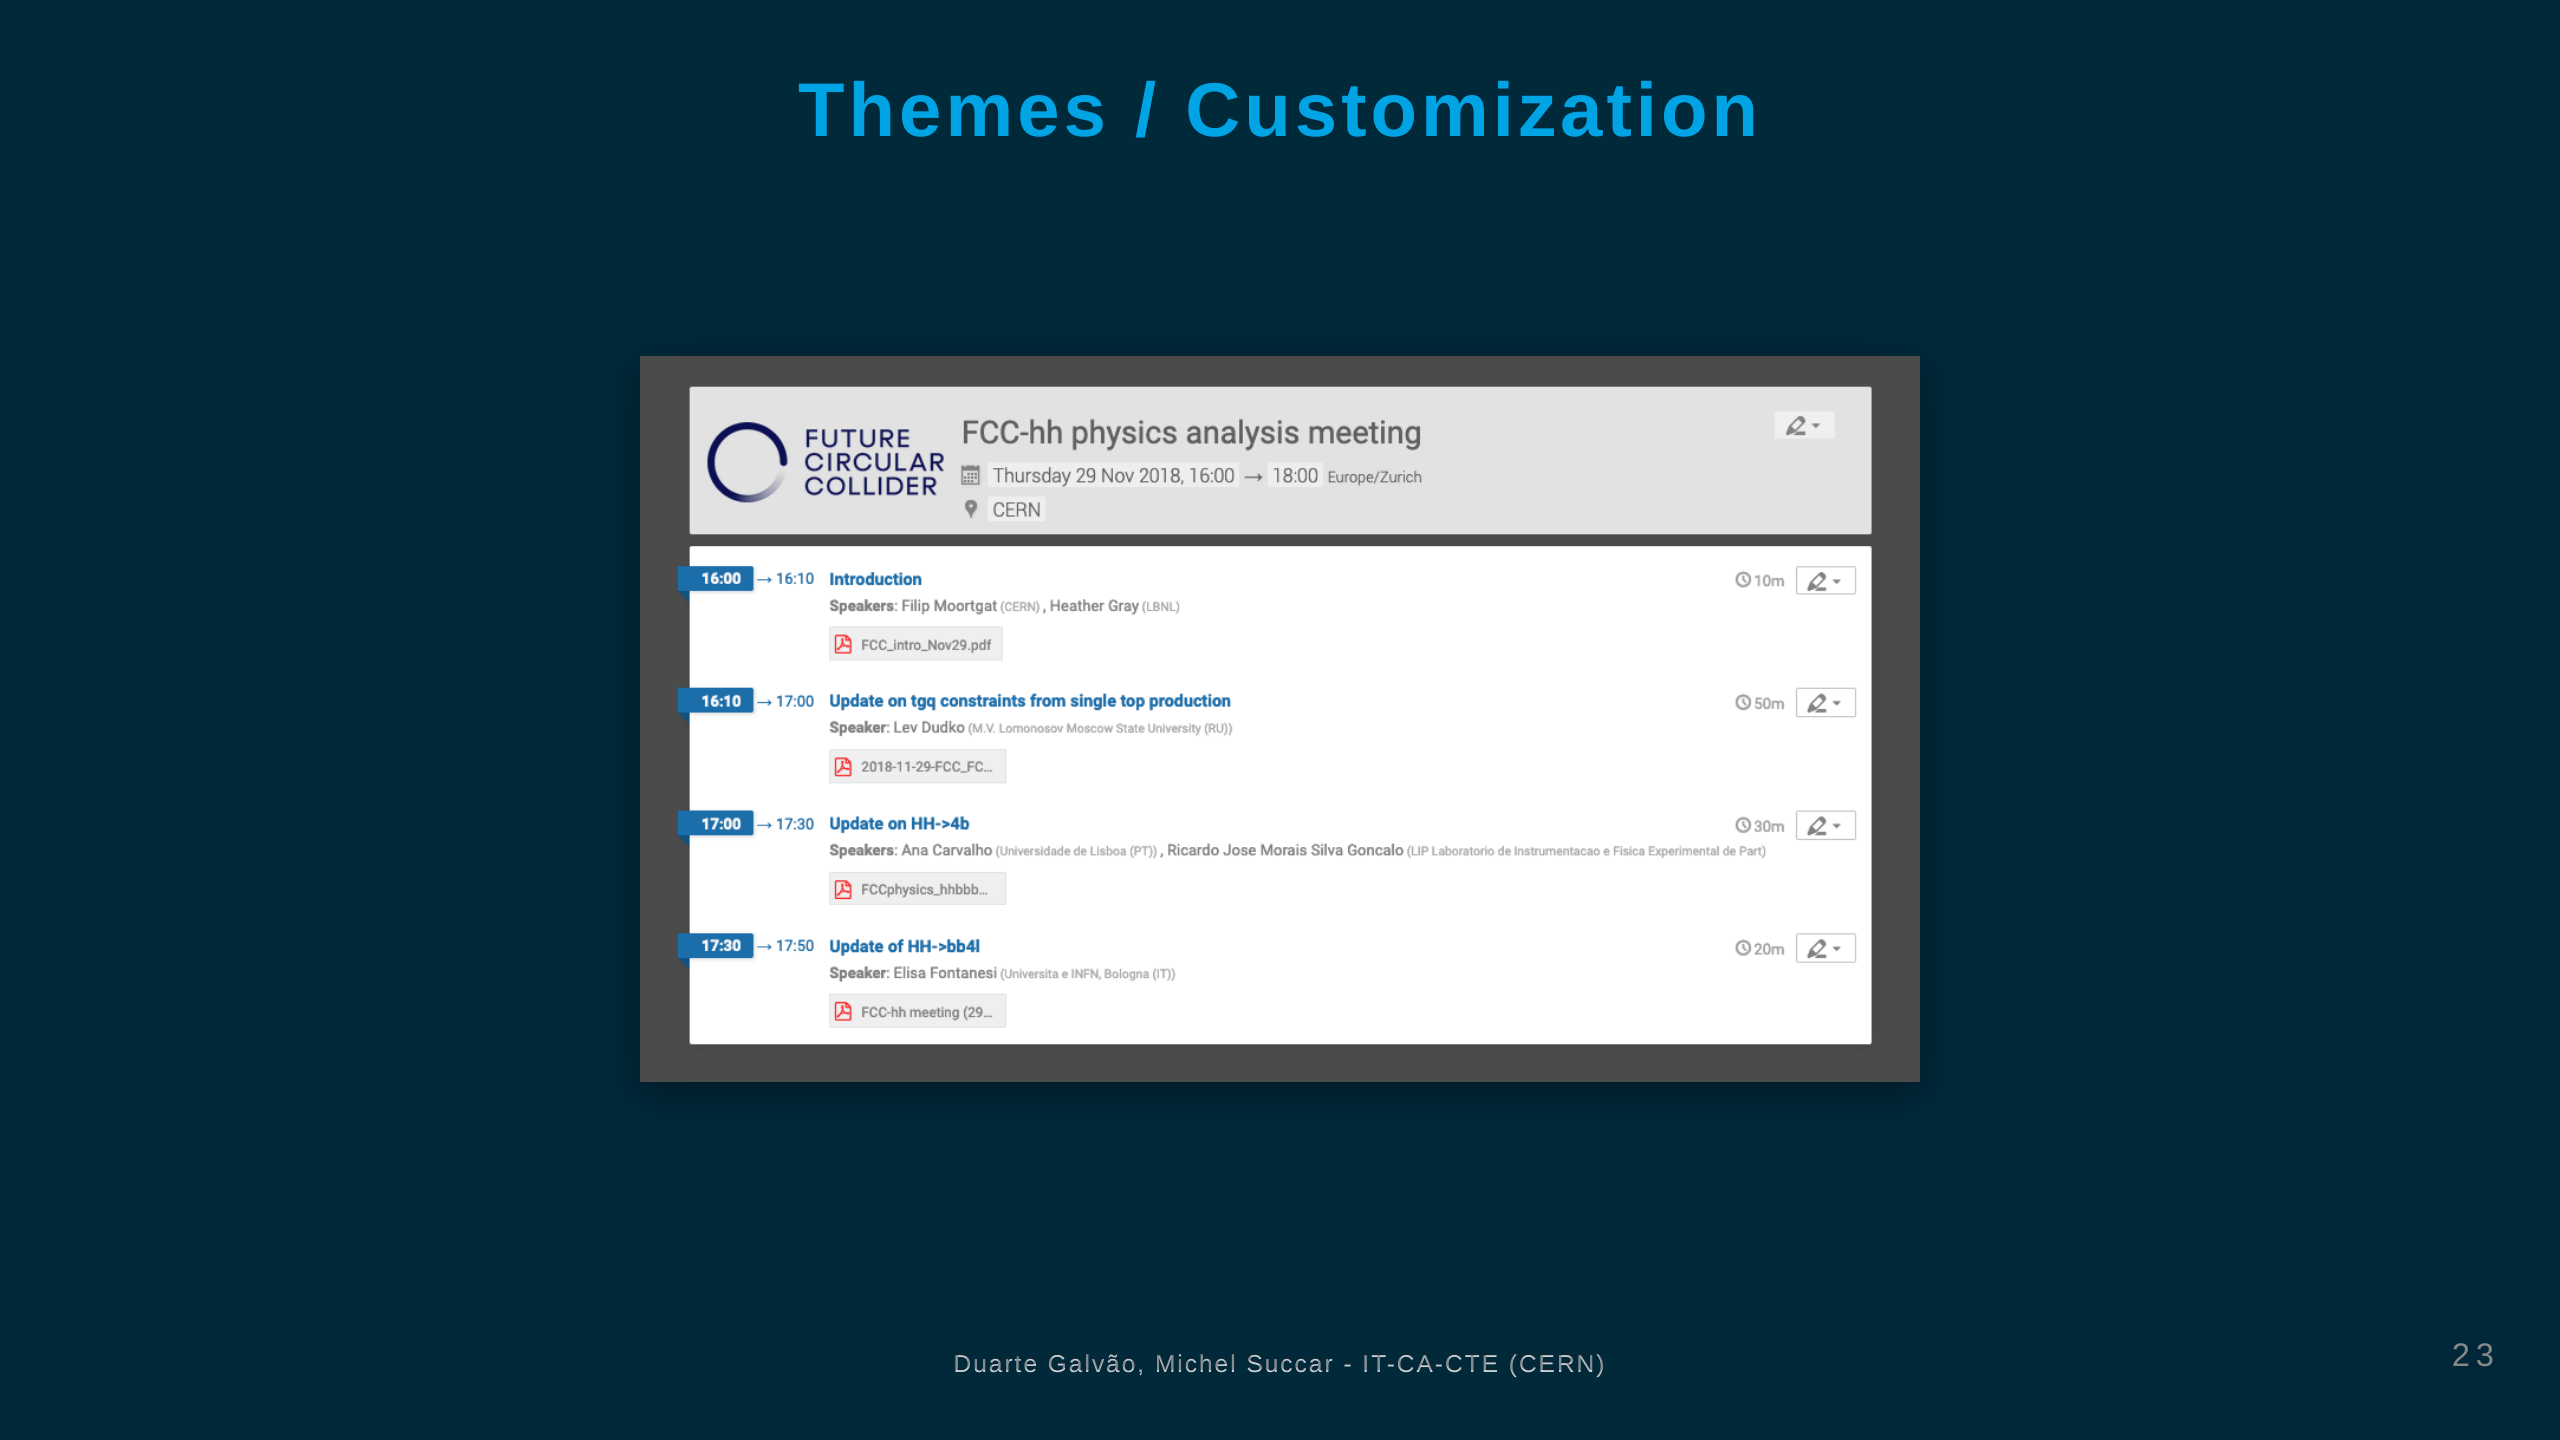 Themes / Customization
FUTURE
CIRCULAR
COLLIDER
FCC-hh physics analysis meeting
Thursday 29 Nov 2018, 16:00 → 18:00 Europe/Zurich
CERN
16:00 → 16:10 Introduction 10m
Speakers: Filip Moortgat (CERN) , Heather Gray (LBNL)
FCC_intro_Nov29.pdf
16:10 → 17:00 Update on tgq constraints from single top production 50m
Speaker: Lev Dudko (M.V. Lomonosov Moscow State University (RU))
2018-11-29-FCC_FC...
17:00 → 17:30 Update on HH->4b 30m
Speakers: Ana Carvalho (Universidade de Lisboa (PT)) , Ricardo Jose Morais Silva Goncalo (LIP Laboratorio de Instrumentacao e Fisica Experimental de Part)
FCCphysics_hhbbb...
17:30 → 17:50 Update of HH->bb4l 20m
Speaker: Elisa Fontanesi (Universita e INFN, Bologna (IT))
FCC-hh meeting (29...
Duarte Galvão, Michel Succar - IT-CA-CTE (CERN)
23